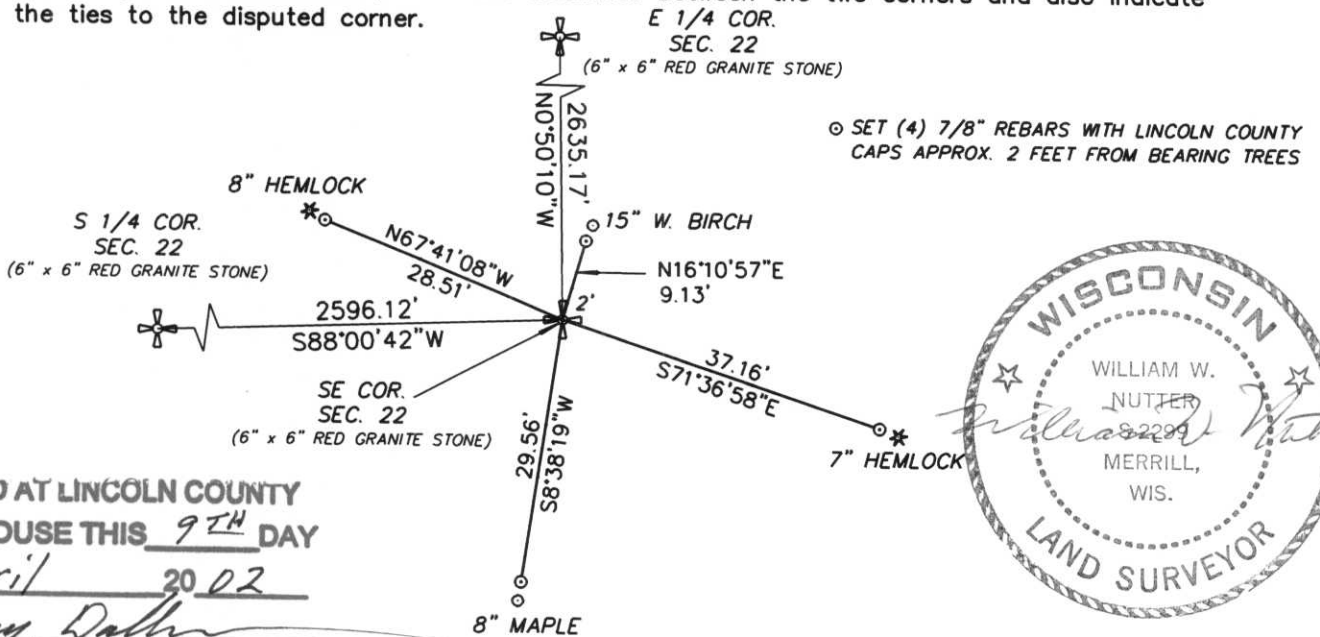 the ties to the disputed corner.
E 1/4 COR.
SEC. 22
(6" x 6" RED GRANITE STONE)
⊙ SET (4) 7/8" REBARS WITH LINCOLN COUNTY
CAPS APPROX. 2 FEET FROM BEARING TREES
2635.17'
N0°50'10"W
8" HEMLOCK
S 1/4 COR.
SEC. 22
(6" x 6" RED GRANITE STONE)
15" W. BIRCH
N67°41'08"W
28.51'
N16°10'57"E
9.13'
2'
2596.12'
S88°00'42"W
SE COR.
SEC. 22
(6" x 6" RED GRANITE STONE)
37.16'
S71°36'58"E
7" HEMLOCK
29.56'
S8°38'19"W
8" MAPLE
WISCONSIN
WILLIAM W.
NUTTER
S-2299
MERRILL,
WIS.
LAND SURVEYOR
AT LINCOLN COUNTY
THIS 9TH DAY
20 02